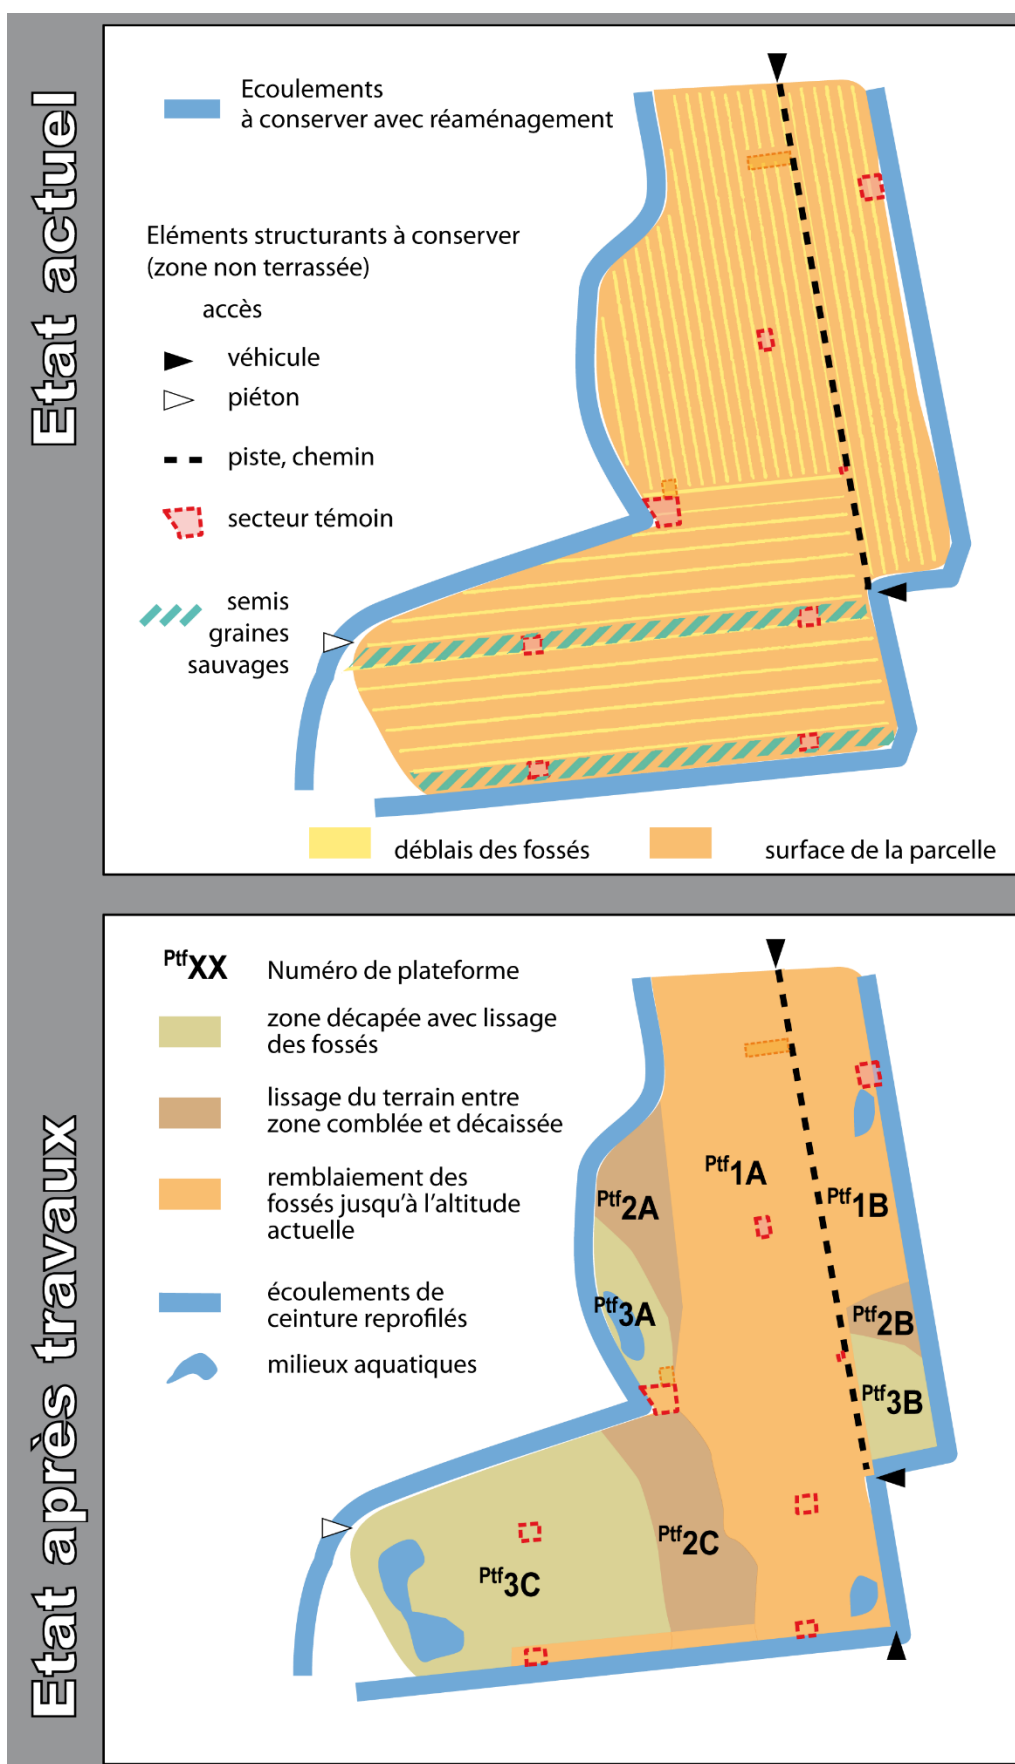 Etat actuel
Ecoulements
à conserver avec réaménagement
Eléments structurants à conserver
(zone non terrassée)
accès
véhicule
piéton
piste, chemin
secteur témoin
semis
graines
sauvages
déblais des fossés
surface de la parcelle
Etat après travaux
PtfXX
Numéro de plateforme
zone décapée avec lissage
des fossés
lissage du terrain entre
zone comblée et décaissée
remblaiement des
fossés jusqu'à l'altitude
actuelle
écoulements de
ceinture reprofilés
milieux aquatiques
Ptf1A
Ptf2A
Ptf1B
Ptf3A
Ptf2B
Ptf3B
Ptf2C
Ptf3C